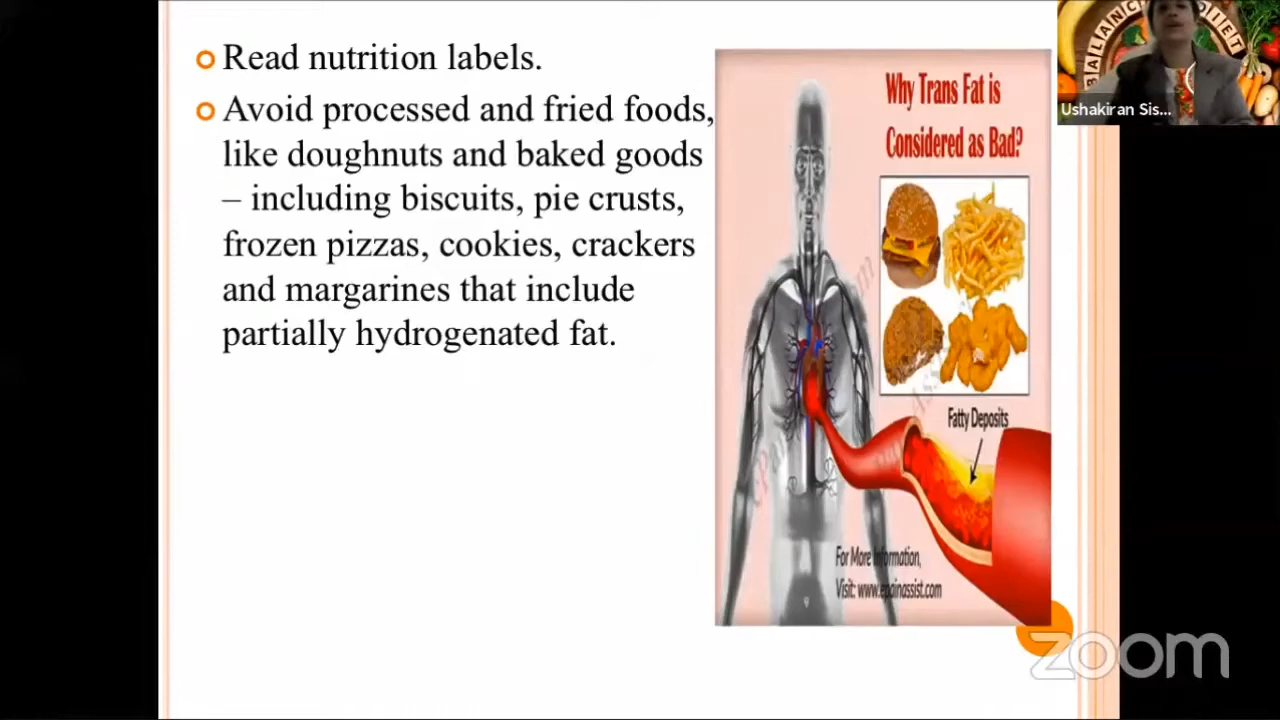 Read nutrition labels.
Avoid processed and fried foods,
like doughnuts and baked goods
– including biscuits, pie crusts,
frozen pizzas, cookies, crackers
and margarines that include
partially hydrogenated fat.
Why Trans Fat is
Considered as Bad?
Fatty Deposits
For More Information,
Visit: www.epainassist.com
BALANC DIET
Ushakiran Sis...
zoom